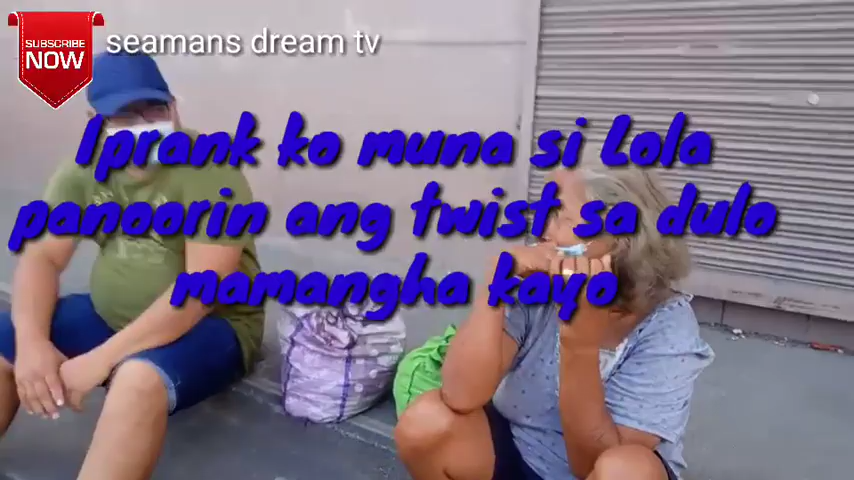 SUBSCRIBE
NOW
seamans dream tv
Iprank ko muna si Lola
panoorin ang twist sa dulo
mamangha kayo